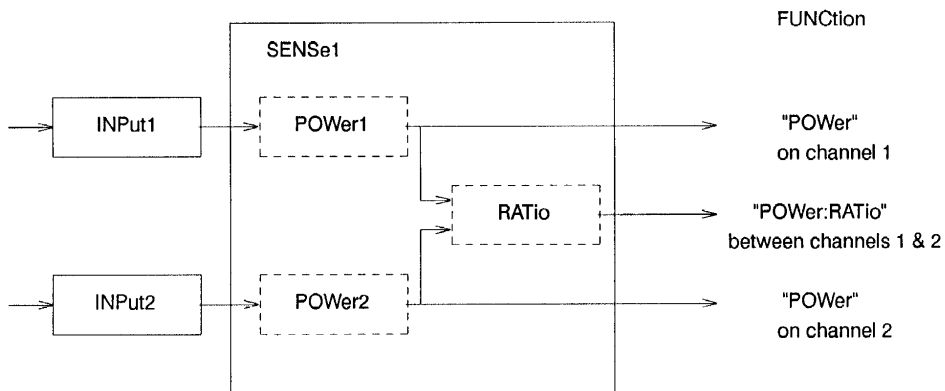 FUNCtion
SENSe1
INPut1
POWer1
"POWer"
on channel 1
RATio
"POWer:RATio"
between channels 1 & 2
INPut2
POWer2
"POWer"
on channel 2